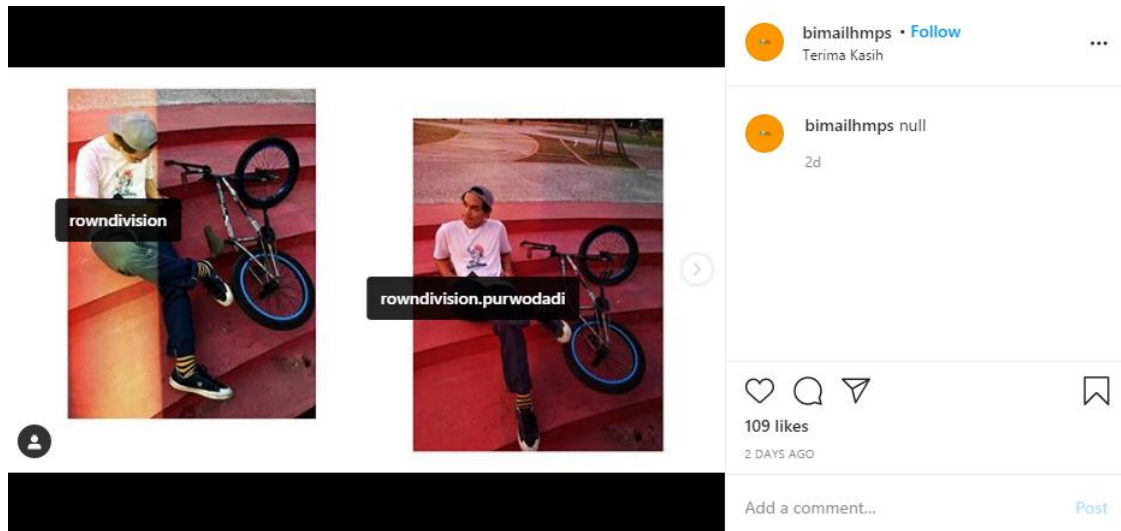 bimailhmps • Follow
Terima Kasih
rowndivision
rowndivision.purwodadi
bimailhmps null
2d
109 likes
2 DAYS AGO
Add a comment...
Post